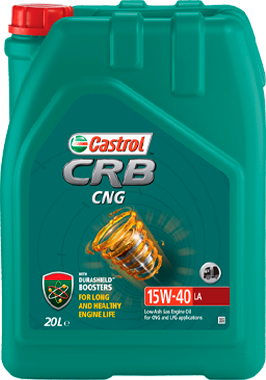 Castrol
CRB
CNG
WITH
DURASHIELD™
BOOSTERS
FOR LONG
AND HEALTHY
ENGINE LIFE
20L e
15W-40 LA
Low-Ash Gas Engine Oil
for CNG and LPG applications